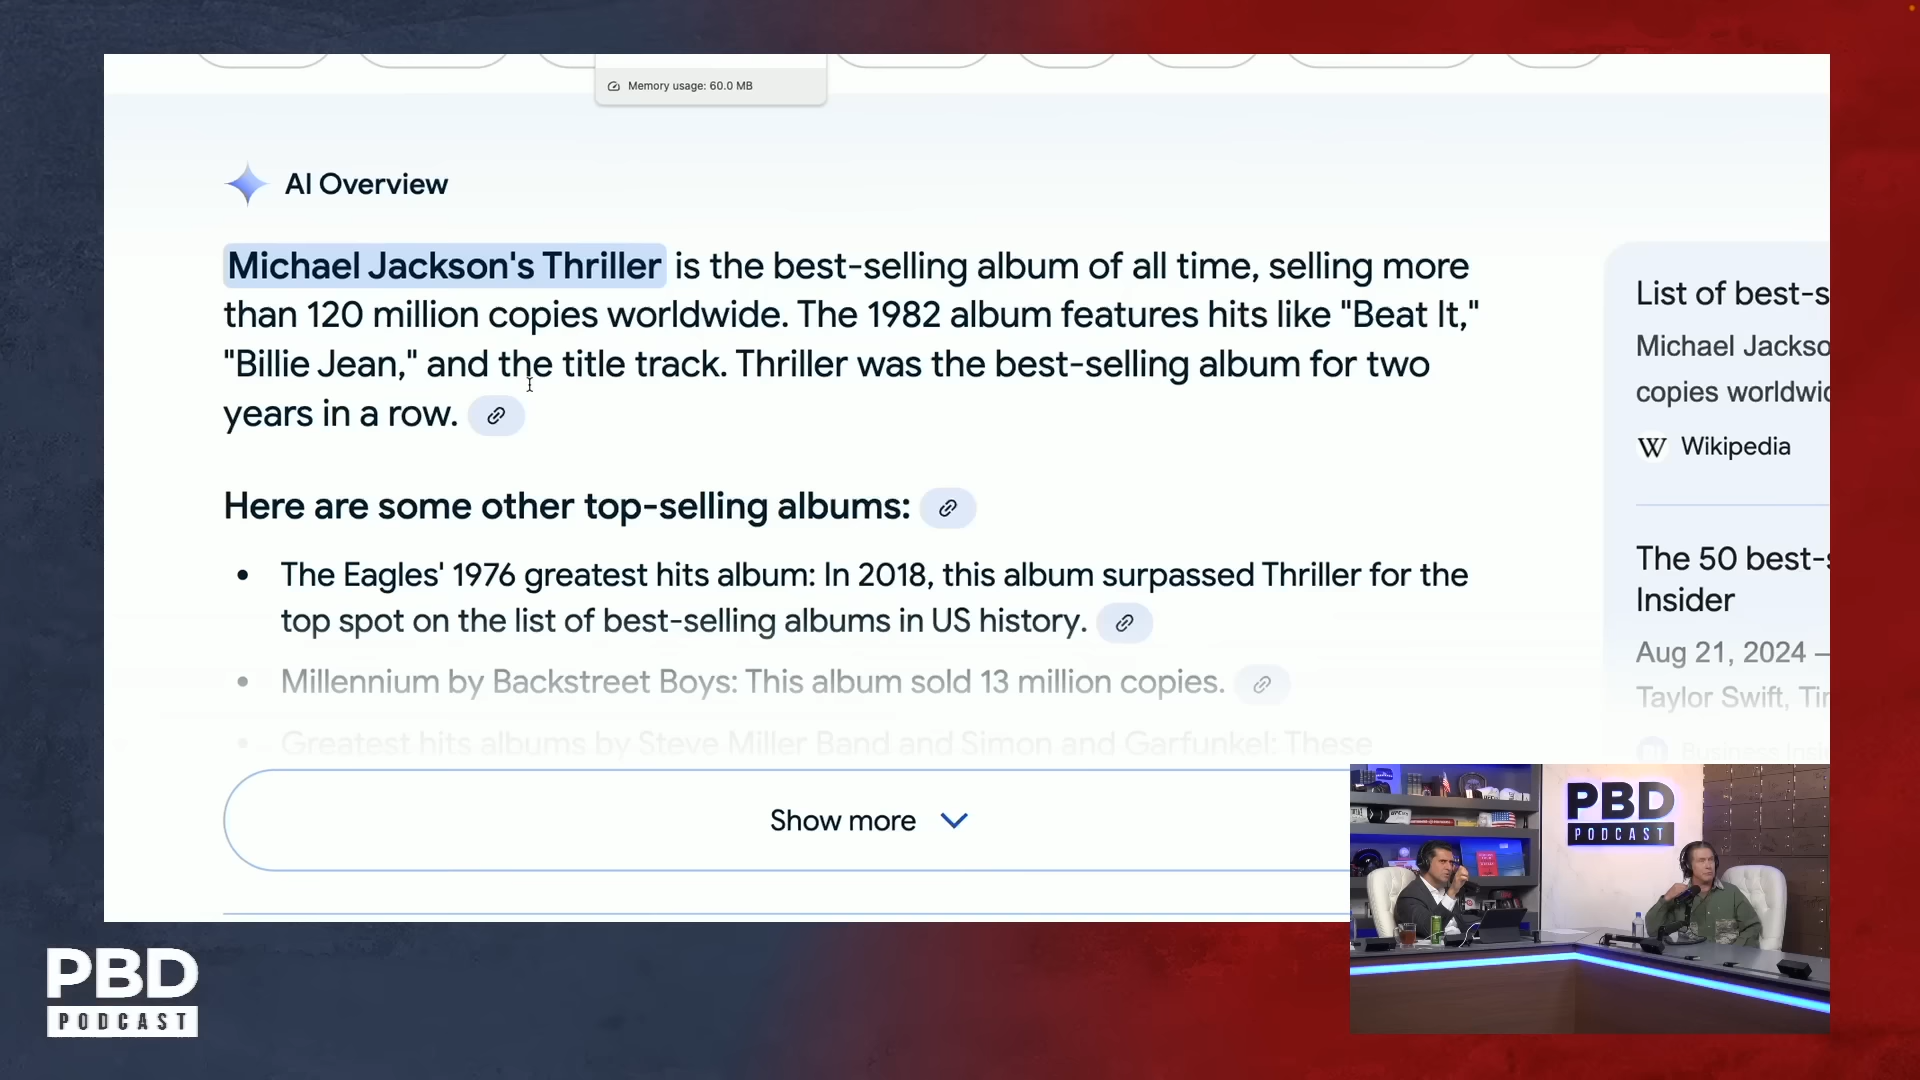 Memory usage: 60.0 MB
AI Overview
Michael Jackson's Thriller is the best-selling album of all time, selling more
than 120 million copies worldwide. The 1982 album features hits like "Beat It,"
"Billie Jean," and the title track. Thriller was the best-selling album for two
years in a row.
Here are some other top-selling albums:
• The Eagles' 1976 greatest hits album: In 2018, this album surpassed Thriller for the
top spot on the list of best-selling albums in US history.
• Millennium by Backstreet Boys: This album sold 13 million copies.
• Greatest hits albums by Steve Miller Band and Simon and Garfunkel: These
Show more
List of best-s
Michael Jackso
copies worldwid
W Wikipedia
The 50 best-s
Insider
Aug 21, 2024 —
Taylor Swift, Tin
Business Insi
PBD
PODCAST
PBD
PODCAST